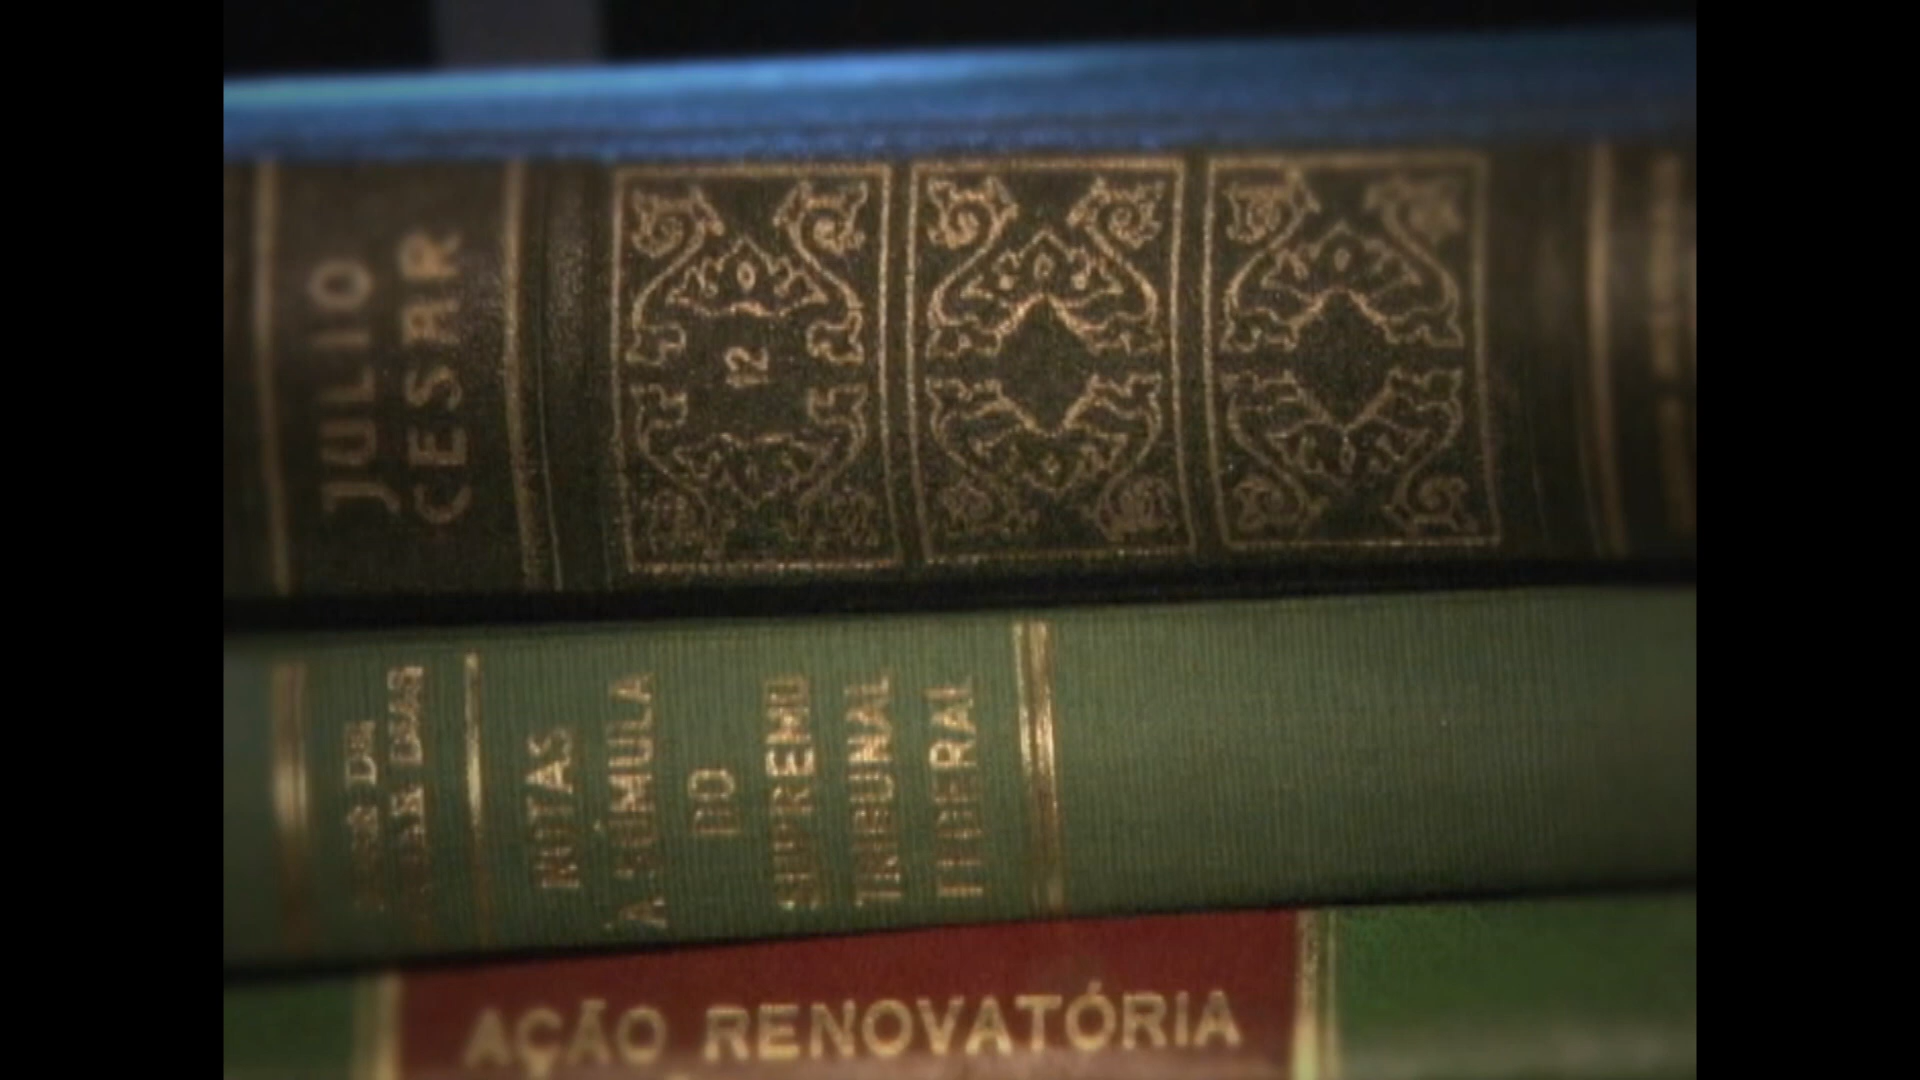 JULIO
CESAR
12
NOTAS
A SÚMULA
DO
SUPREMO
TRIBUNAL
FEDERAL
AÇÃO RENOVATÓRIA